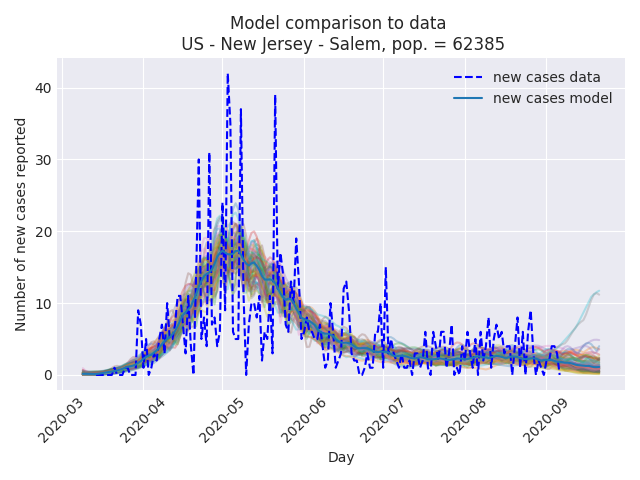 Model comparison to data
US - New Jersey - Salem, pop. = 62385
new cases data
new cases model
Number of new cases reported
40
30
20
10
0
2020-03
2020-04
2020-05
2020-06
2020-07
2020-08
2020-09
Day